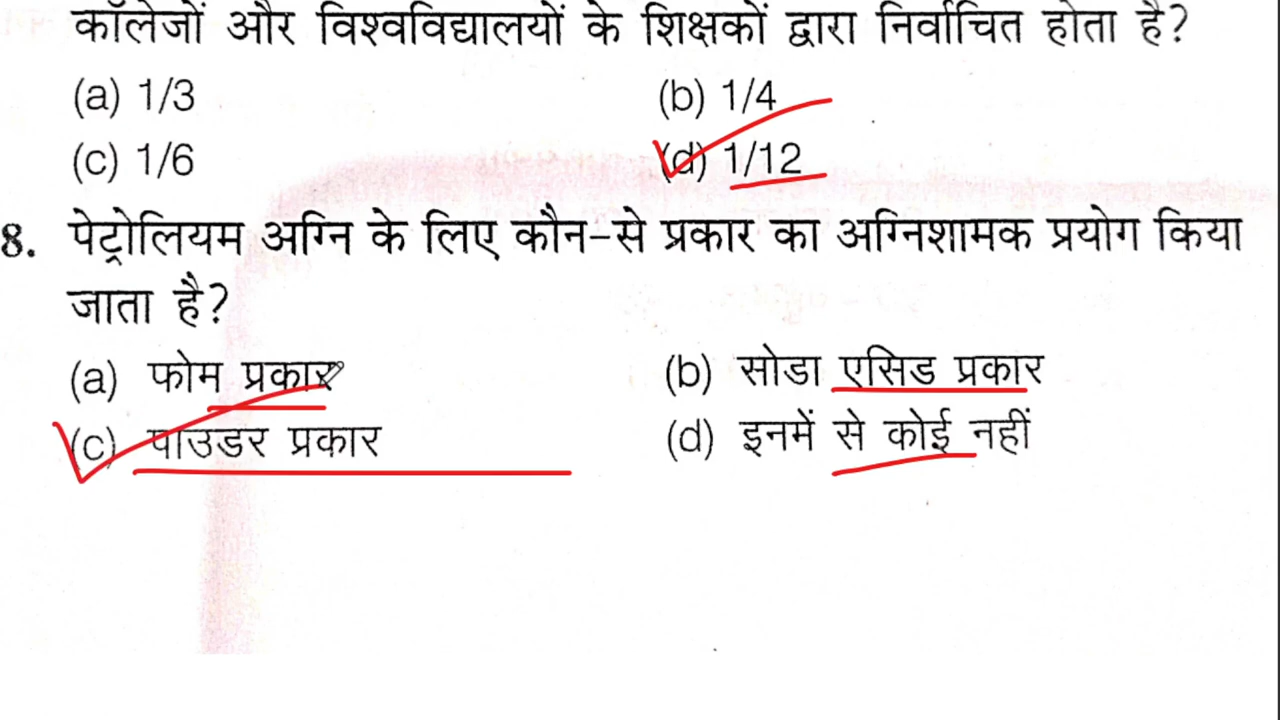 कॉलेजों और विश्वविद्यालयों के शिक्षकों द्वारा निर्वाचित होता है?
(a) 1/3 (b) 1/4
(c) 1/6 (d) 1/12
8. पेट्रोलियम अग्नि के लिए कौन-से प्रकार का अग्निशामक प्रयोग किया
जाता है?
(a) फोम प्रकार (b) सोडा एसिड प्रकार
(c) पाउडर प्रकार (d) इनमें से कोई नहीं